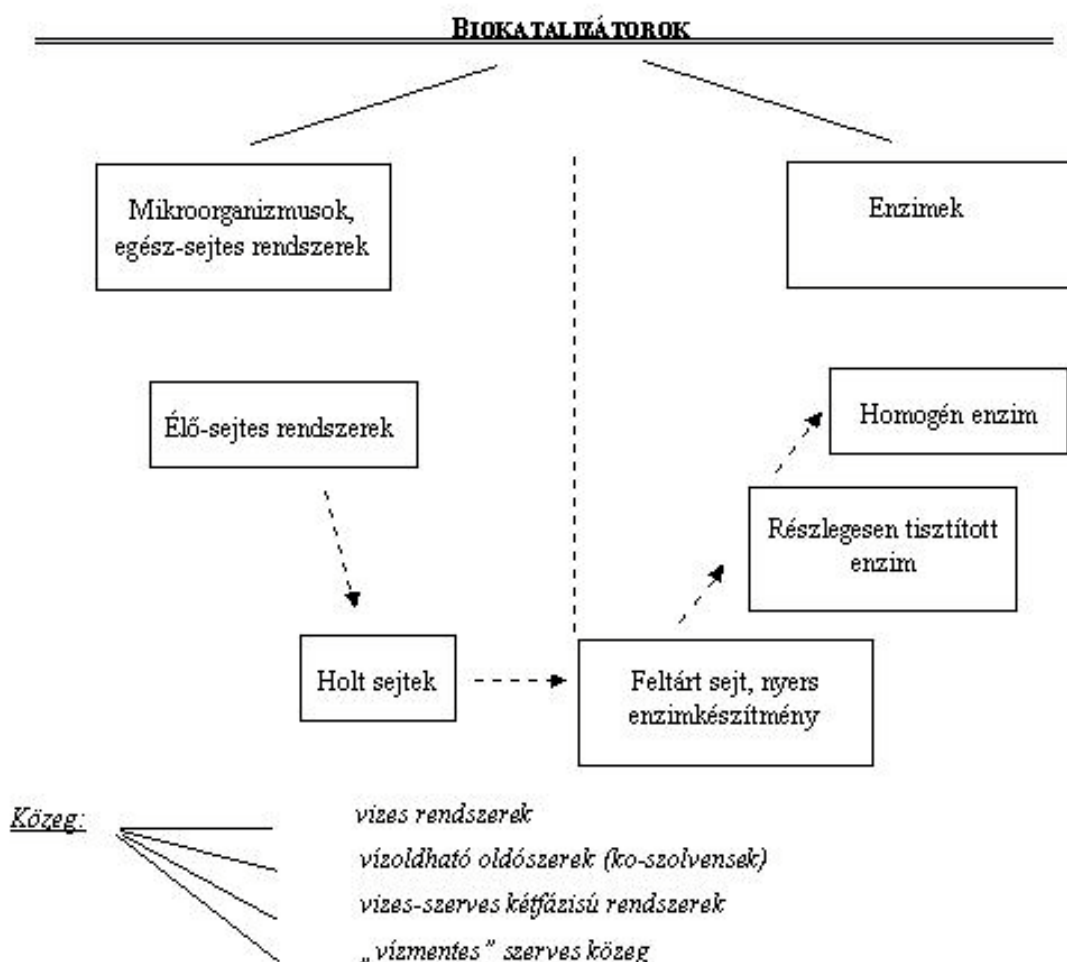 BIOKATALIZÁTOROK
Mikroorganizmusok,
egész-sejtes rendszerek
Enzimek
Élő-sejtes rendszerek
Homogén enzim
Részlegesen tisztított
enzim
Holt sejtek
Feltárt sejt, nyers
enzimkészítmény
Közeg:
vizes rendszerek
vízoldható oldószerek (ko-szolvensek)
vizes-szerves kétfázisú rendszerek
„vízmentes” szerves közeg